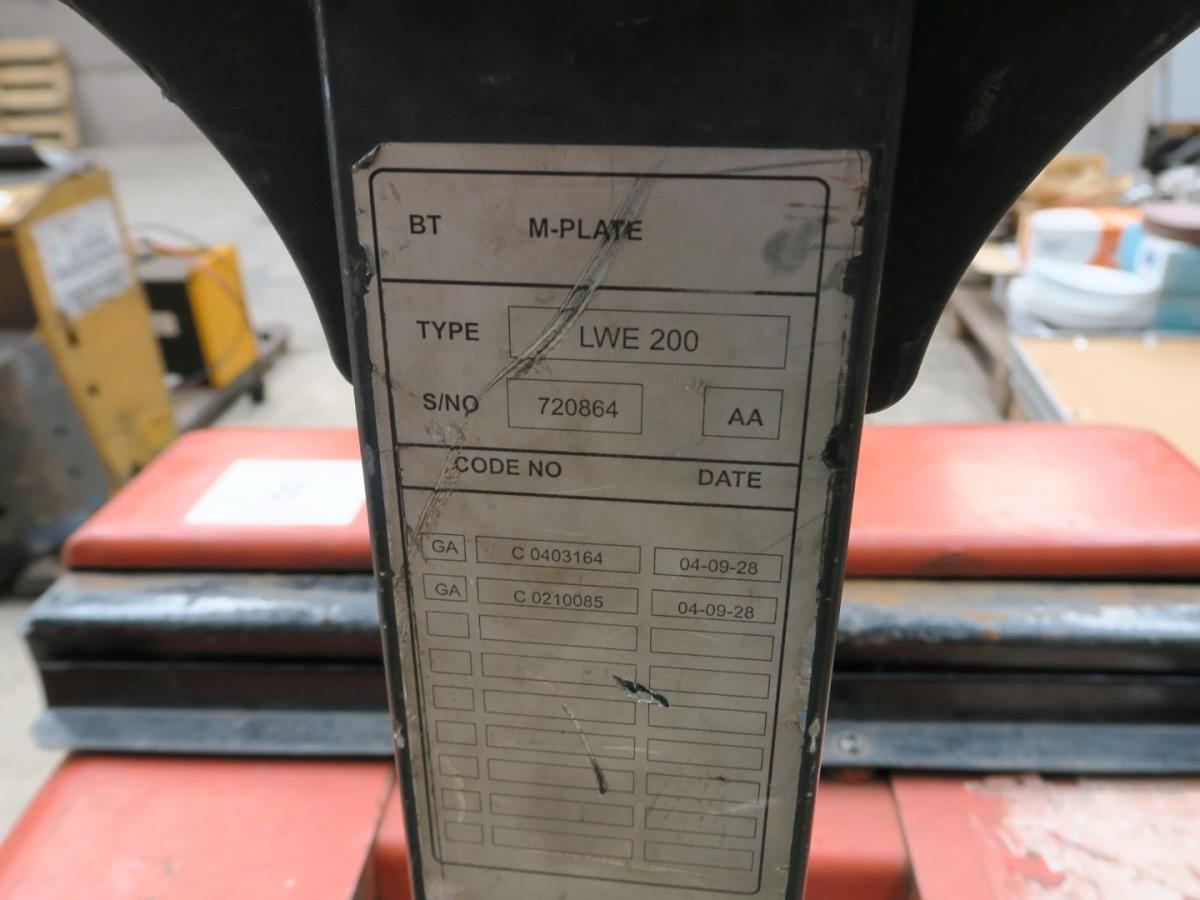 BT M-PLATE
TYPE LWE 200
S/NO 720864 AA
CODE NO DATE
GA C 0403164 04-09-28
GA C 0210085 04-09-28